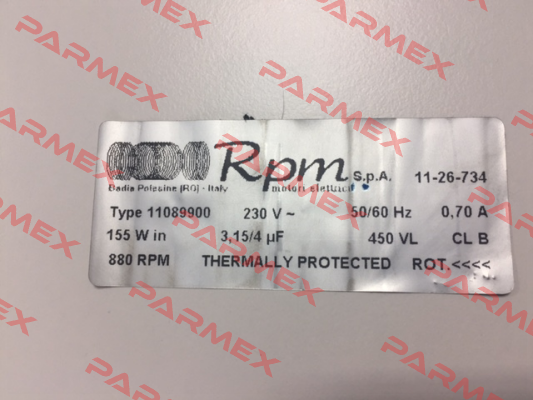 Rpm S.p.A. 11-26-734
Badia Polesine [RO] - Italy motori elettrici
Type 11089900 230 V ~ 50/60 Hz 0,70 A
155 W in 3,15/4 µF 450 VL CL B
880 RPM THERMALLY PROTECTED ROT.<<<<
PARMEX
PARMEX
PARMEX
PARMEX
PARMEX
PARMEX
PARMEX
PARMEX